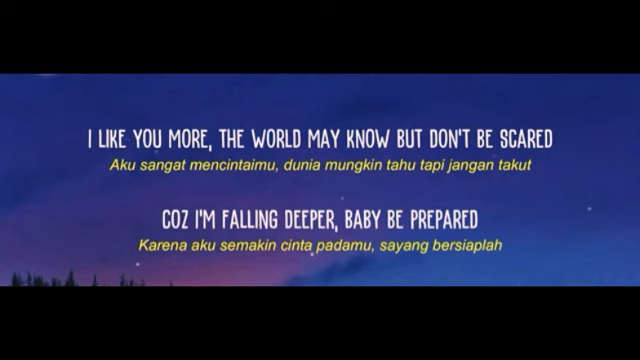 I LIKE YOU MORE, THE WORLD MAY KNOW BUT DON'T BE SCARED
Aku sangat mencintaimu, dunia mungkin tahu tapi jangan takut
COZ I'M FALLING DEEPER, BABY BE PREPARED
Karena aku semakin cinta padamu, sayang bersiaplah